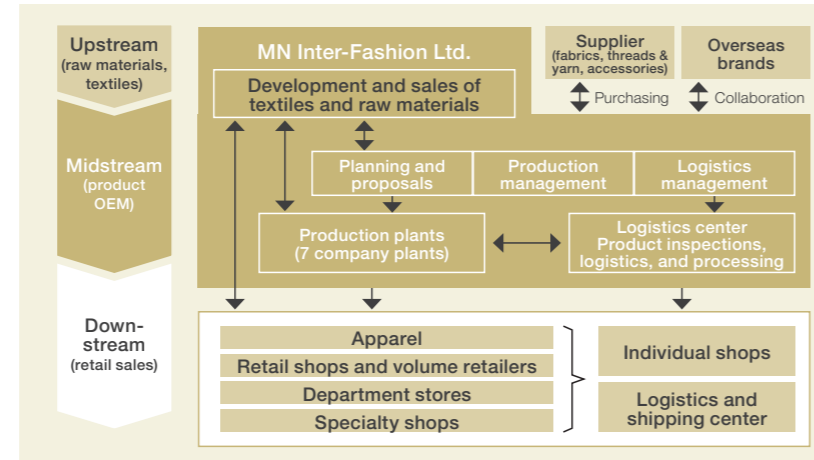 Upstream
(raw materials,
textiles)
MN Inter-Fashion Ltd.
Development and sales of
textiles and raw materials
Supplier
(fabrics, threads &
yarn, accessories)
Overseas
brands
Purchasing
Collaboration
Midstream
(product
OEM)
Planning and
proposals
Production
management
Logistics
management
Production plants
(7 company plants)
Logistics center
Product inspections,
logistics, and processing
Down-
stream
(retail sales)
Apparel
Retail shops and volume retailers
Department stores
Specialty shops
Individual shops
Logistics and
shipping center